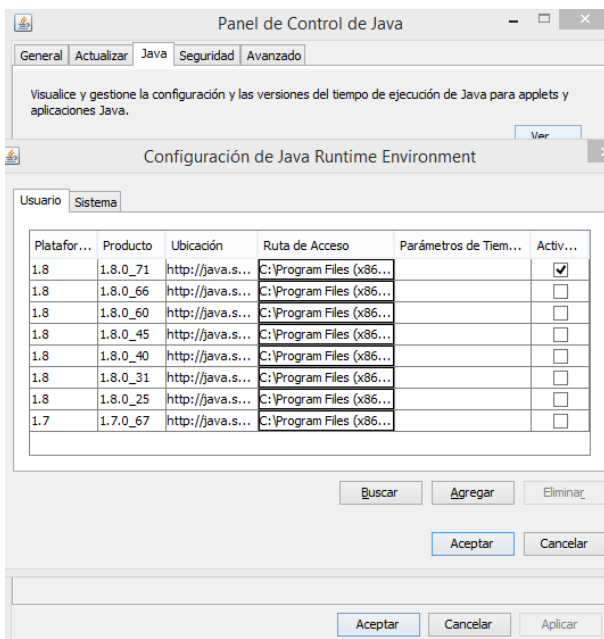 Panel de Control de Java
General Actualizar Java Seguridad Avanzado
Visualice y gestione la configuración y las versiones del tiempo de ejecución de Java para applets y
aplicaciones Java.
Ver...
Configuración de Java Runtime Environment
Usuario Sistema
Platafor... Producto Ubicación Ruta de Acceso Parámetros de Tiem... Activ...
1.8 1.8.0_71 http://java.s... C:\Program Files (x86...
1.8 1.8.0_66 http://java.s... C:\Program Files (x86...
1.8 1.8.0_60 http://java.s... C:\Program Files (x86...
1.8 1.8.0_45 http://java.s... C:\Program Files (x86...
1.8 1.8.0_40 http://java.s... C:\Program Files (x86...
1.8 1.8.0_31 http://java.s... C:\Program Files (x86...
1.8 1.8.0_25 http://java.s... C:\Program Files (x86...
1.7 1.7.0_67 http://java.s... C:\Program Files (x86...
Buscar Agregar Eliminar
Aceptar Cancelar
Aceptar Cancelar Aplicar